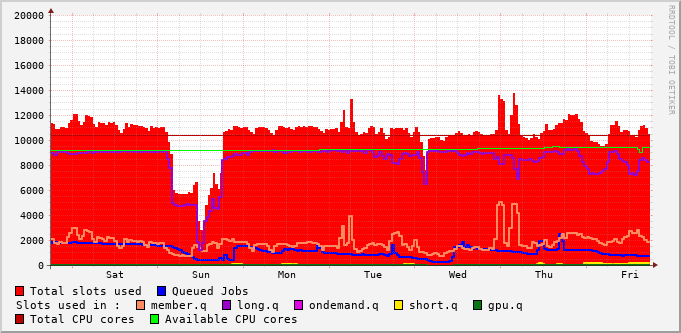 20000
18000
16000
14000
12000
10000
8000
6000
4000
2000
0
Sat Sun Mon Tue Wed Thu Fri
Total slots used Queued Jobs
Slots used in : member.q long.q ondemand.q short.q gpu.q
Total CPU cores Available CPU cores
RRDTOOL / TOBI OETIKER